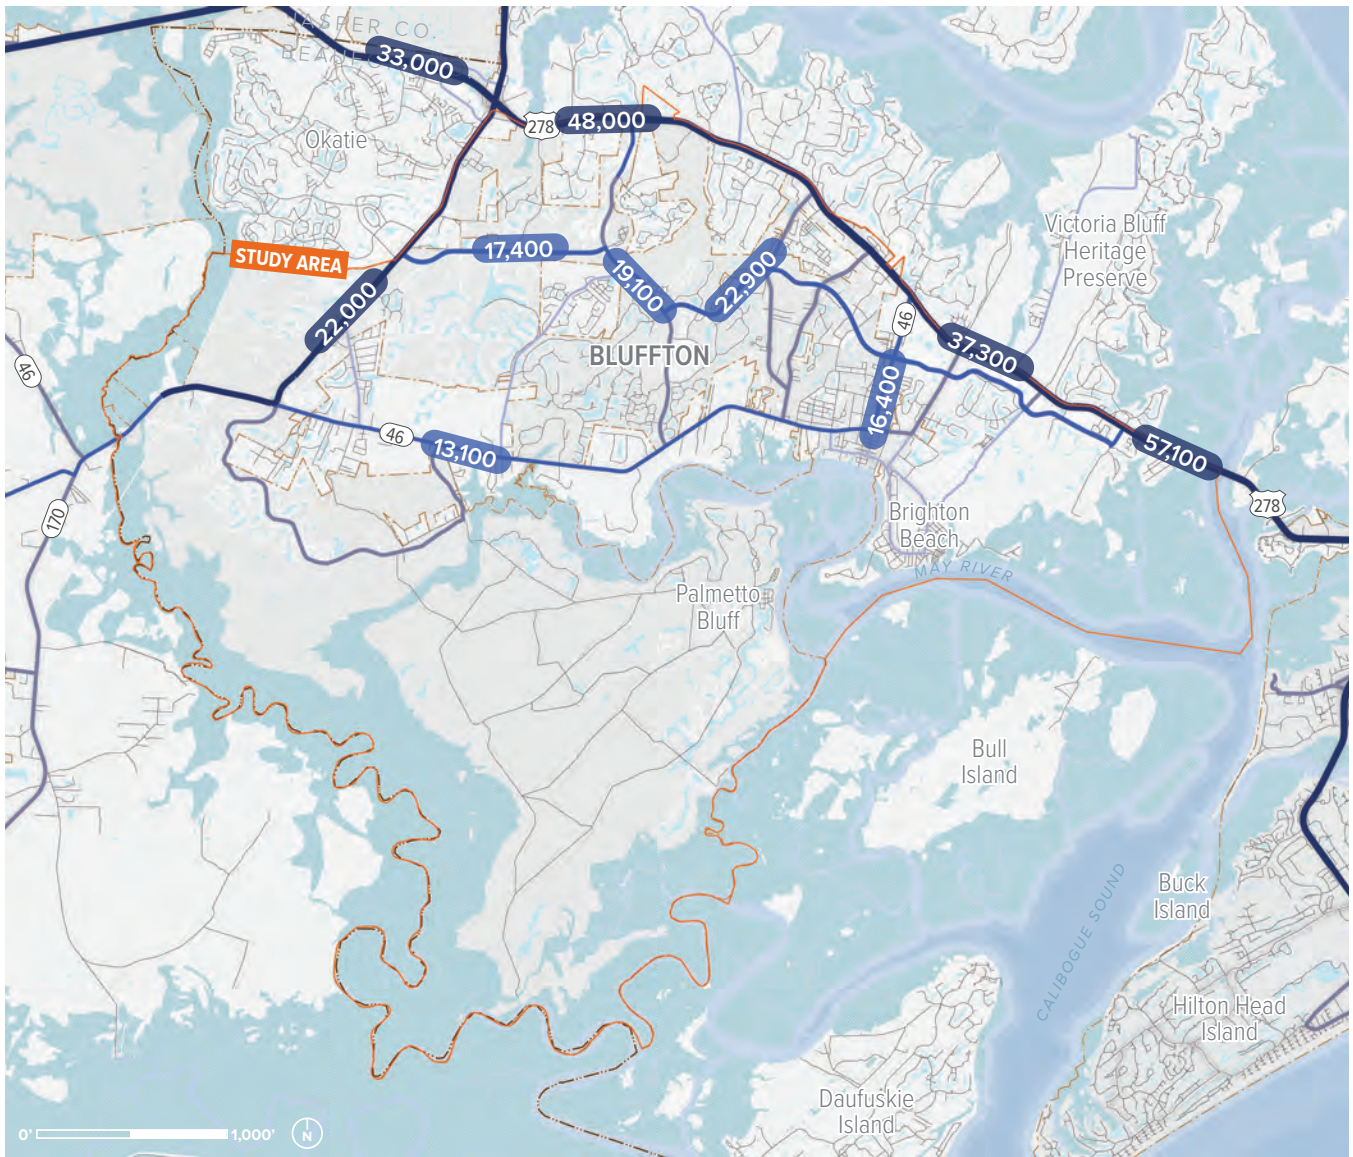 JASPER CO.
33,000
278
48,000
Okatie
Victoria Bluff
Heritage
Preserve
STUDY AREA
17,400
19,100
22,900
22,000
46
37,300
46
BLUFFTON
16,400
46
13,100
57,100
278
170
Brighton
Beach
MAY RIVER
Palmetto
Bluff
Bull
Island
CALIBOGUE SOUND
Buck
Island
Hilton Head
Island
Daufuskie
Island
0'
1,000'
N